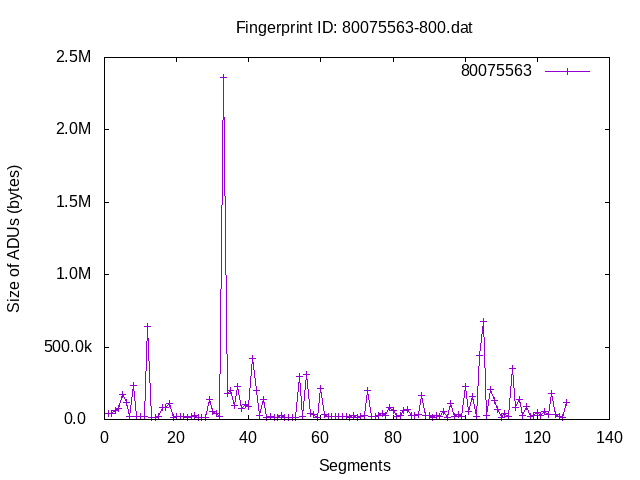 Fingerprint ID: 80075563-800.dat
80075563
2.5M
2.0M
1.5M
1.0M
500.0k
0.0
Size of ADUs (bytes)
0 20 40 60 80 100 120 140
Segments